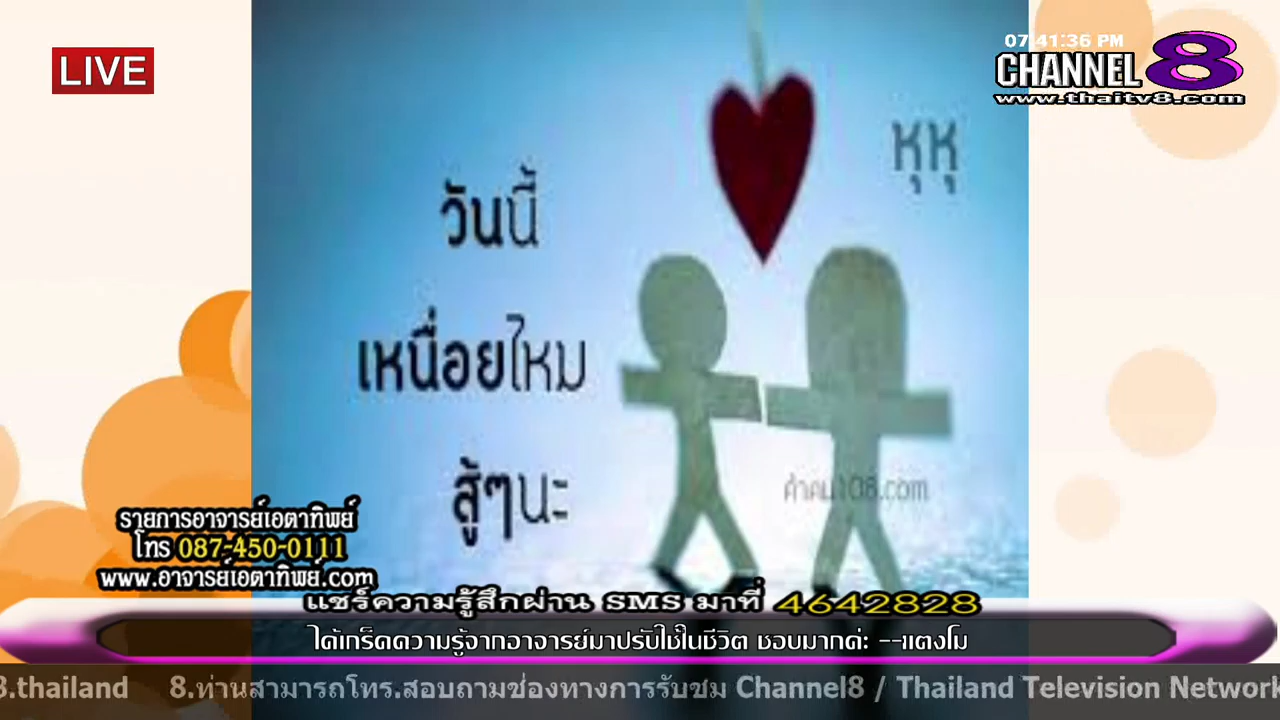 LIVE
07:41:36 PM
CHANNEL 8
www.thaitv8.com
หุหุ
วันนี้
เหนื่อยไหม
สู้ๆนะ
คำคม108.com
รายการอาจารย์เอตาทิพย์
โทร 087-450-0111
www.อาจารย์เอตาทิพย์.com
แชร์ความรู้สึกผ่าน SMS มาที่ 4642828
ได้เกร็ดความรู้จากอาจารย์มาปรับใช้ในชีวิต ชอบมากค่ะ --แตงโม
8.thailand 8.ท่านสามารถโทร.สอบถามช่องทางการรับชม Channel8 / Thailand Television Network